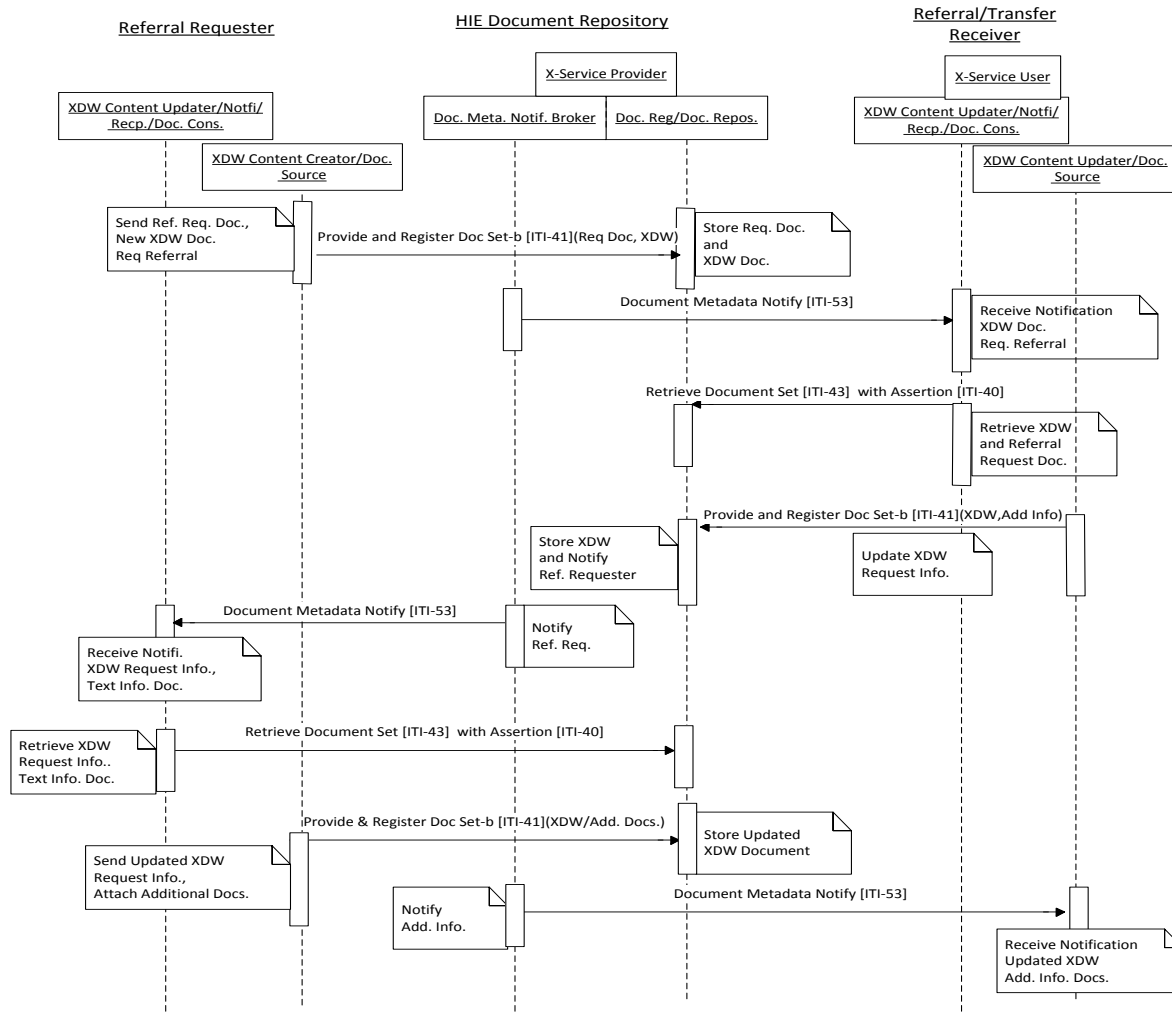 Referral Requester
HIE Document Repository
Referral/Transfer
Receiver
X-Service Provider
X-Service User
XDW Content Updater/Notfi/
Recp./Doc. Cons.
Doc. Meta. Notif. Broker
Doc. Reg/Doc. Repos.
XDW Content Updater/Notfi/
Recp./Doc. Cons.
XDW Content Creator/Doc.
Source
XDW Content Updater/Doc.
Source
Send Ref. Req. Doc.,
New XDW Doc.
Req Referral
Provide and Register Doc Set-b [ITI-41](Req Doc, XDW)
Store Req. Doc.
and
XDW Doc.
Document Metadata Notify [ITI-53]
Receive Notification
XDW Doc.
Req. Referral
Retrieve Document Set [ITI-43] with Assertion [ITI-40]
Retrieve XDW
and Referral
Request Doc.
Provide and Register Doc Set-b [ITI-41](XDW,Add Info)
Store XDW
and Notify
Ref. Requester
Update XDW
Request Info.
Document Metadata Notify [ITI-53]
Notify
Ref. Req.
Receive Notifi.
XDW Request Info.,
Text Info. Doc.
Retrieve Document Set [ITI-43] with Assertion [ITI-40]
Retrieve XDW
Request Info..
Text Info. Doc.
Provide & Register Doc Set-b [ITI-41](XDW/Add. Docs.)
Store Updated
XDW Document
Send Updated XDW
Request Info.,
Attach Additional Docs.
Document Metadata Notify [ITI-53]
Notify
Add. Info.
Receive Notification
Updated XDW
Add. Info. Docs.